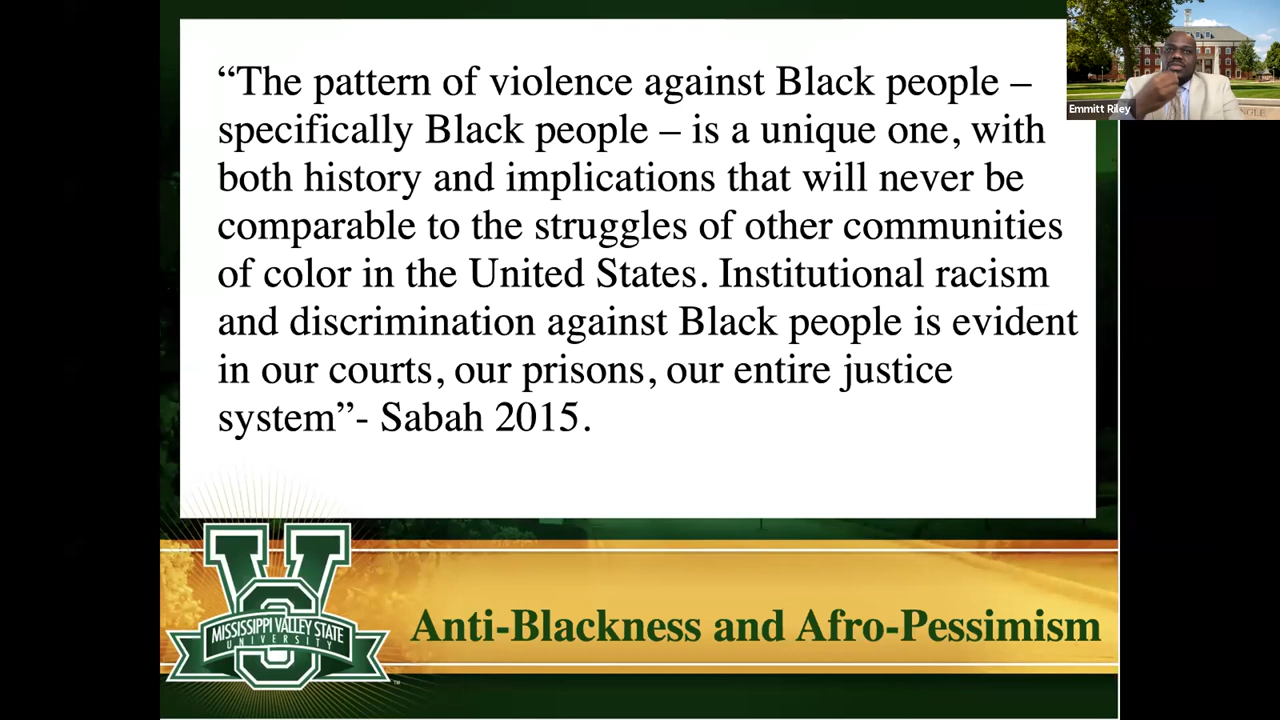 “The pattern of violence against Black people –
specifically Black people – is a unique one, with
both history and implications that will never be
comparable to the struggles of other communities
of color in the United States. Institutional racism
and discrimination against Black people is evident
in our courts, our prisons, our entire justice
system”- Sabah 2015.
Emmitt Riley
MISSISSIPPI VALLEY STATE
UNIVERSITY
VS
™
Anti-Blackness and Afro-Pessimism